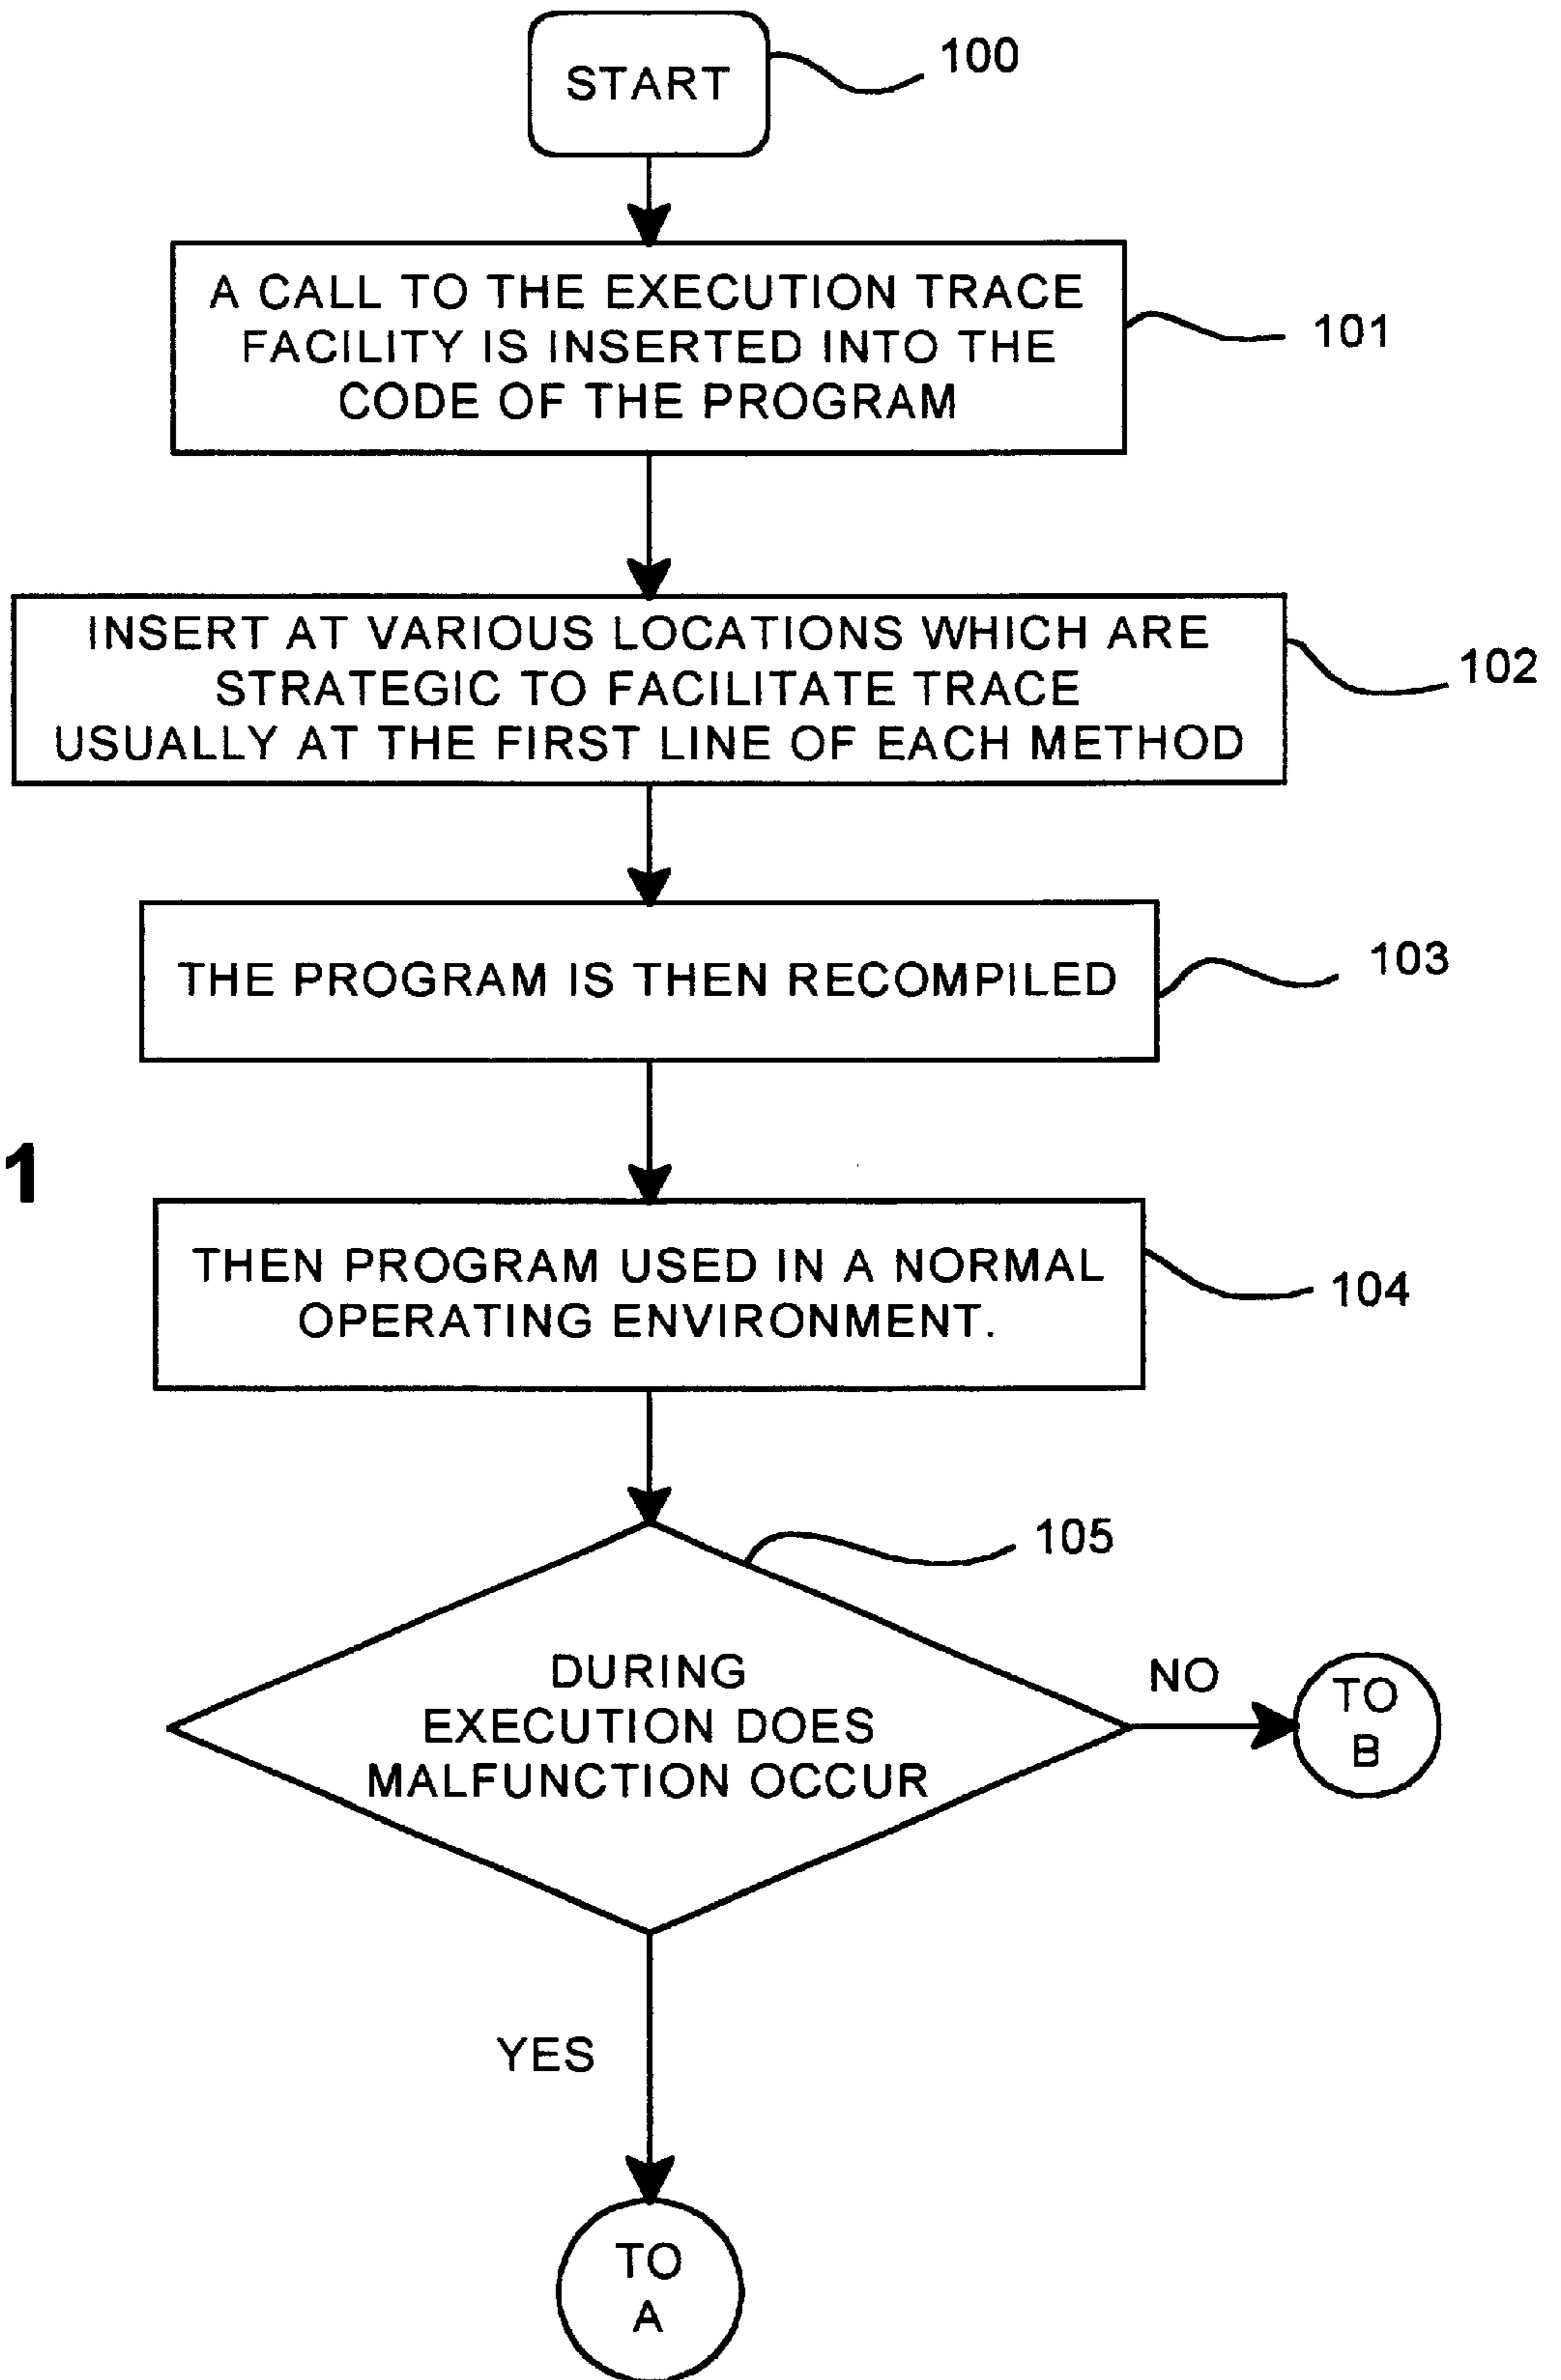 START
100
A CALL TO THE EXECUTION TRACE
FACILITY IS INSERTED INTO THE
CODE OF THE PROGRAM
101
INSERT AT VARIOUS LOCATIONS WHICH ARE
STRATEGIC TO FACILITATE TRACE
USUALLY AT THE FIRST LINE OF EACH METHOD
102
THE PROGRAM IS THEN RECOMPILED
103
1
THEN PROGRAM USED IN A NORMAL
OPERATING ENVIRONMENT.
104
105
DURING
EXECUTION DOES
MALFUNCTION OCCUR
NO
TO
B
YES
TO
A